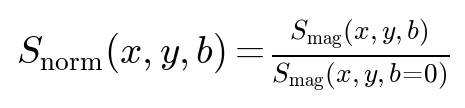 S_norm(x, y, b) = S_mag(x, y, b) / S_mag(x, y, b=0)